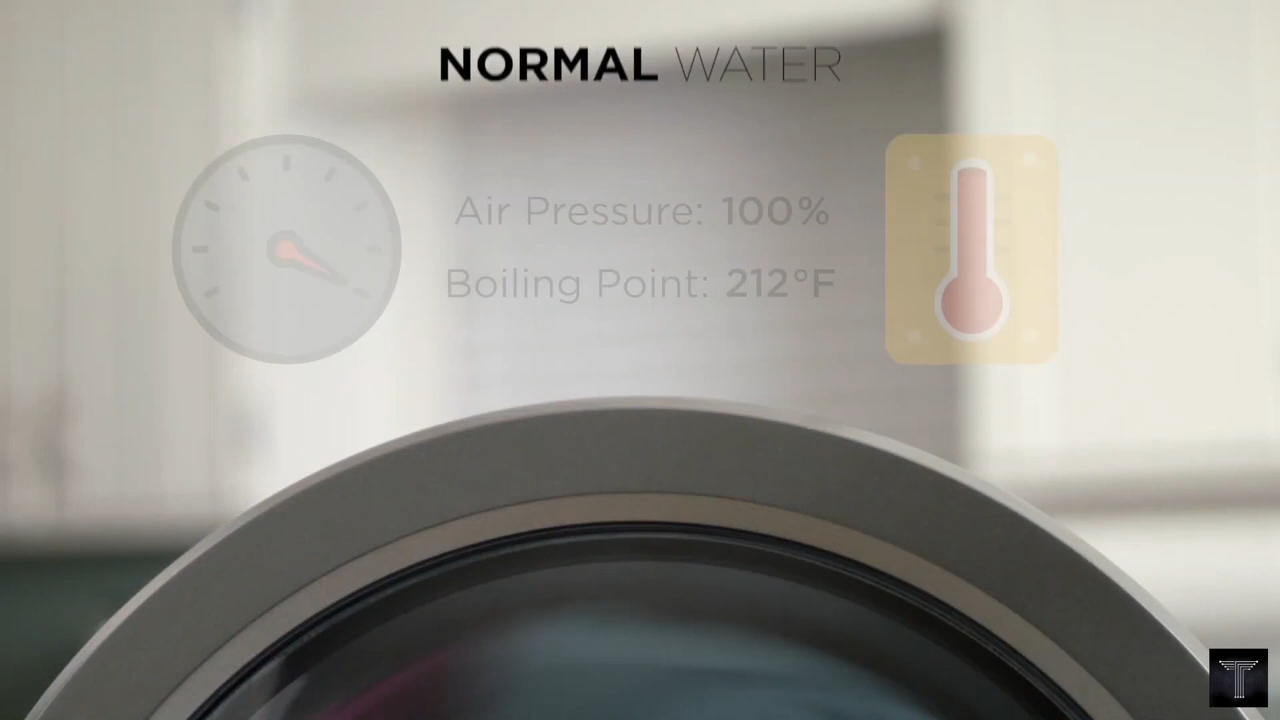 NORMAL WATER
Air Pressure: 100%
Boiling Point: 212°F
T